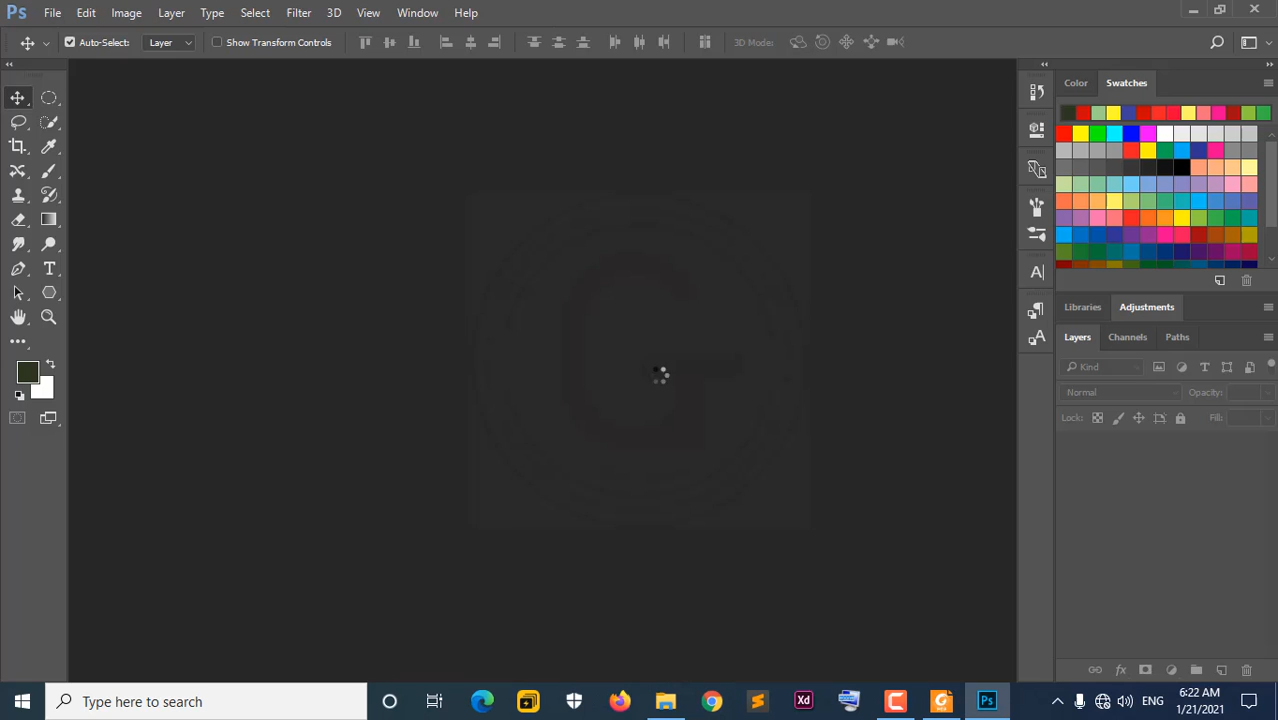 Ps File Edit Image Layer Type Select Filter 3D View Window Help
Auto-Select: Layer Show Transform Controls 3D Mode:
Color Swatches
Libraries Adjustments
Layers Channels Paths
Kind
Normal Opacity:
Lock: Fill:
Type here to search
Xd
Ps
ENG
6:22 AM
1/21/2021